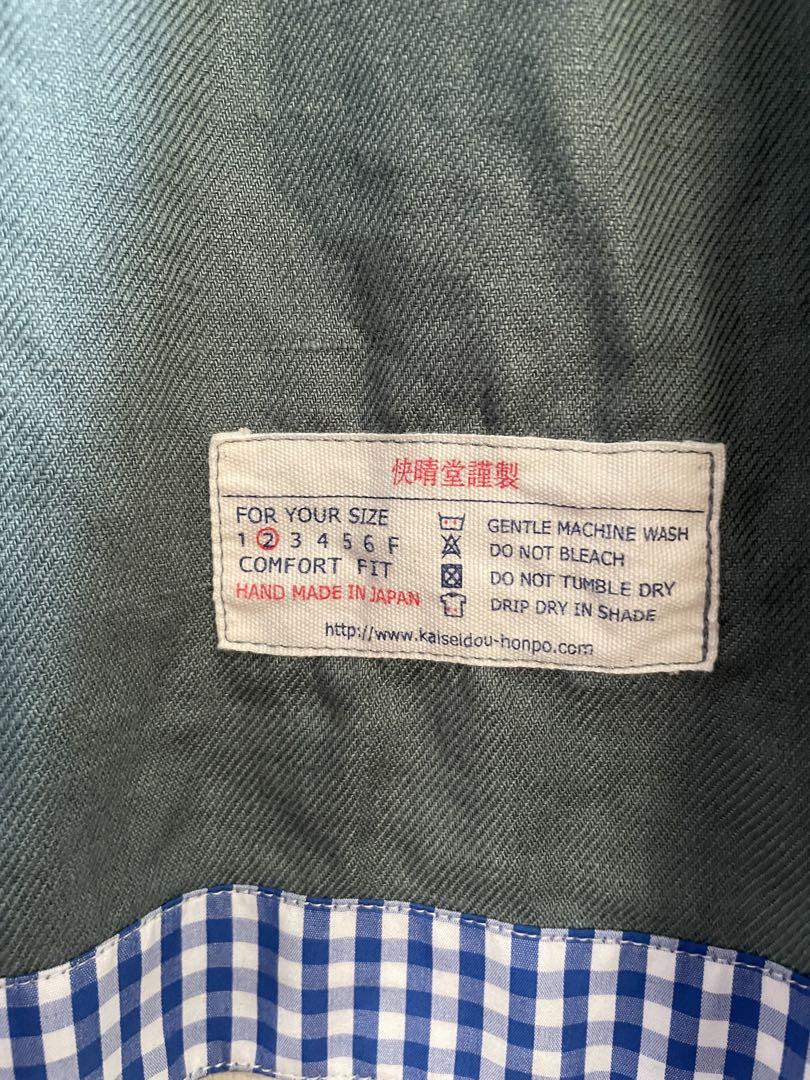 快晴堂謹製
FOR YOUR SIZE
1 2 3 4 5 6 F
COMFORT FIT
HAND MADE IN JAPAN
GENTLE MACHINE WASH
DO NOT BLEACH
DO NOT TUMBLE DRY
DRIP DRY IN SHADE
http://www.kaiseidou-honpo.com